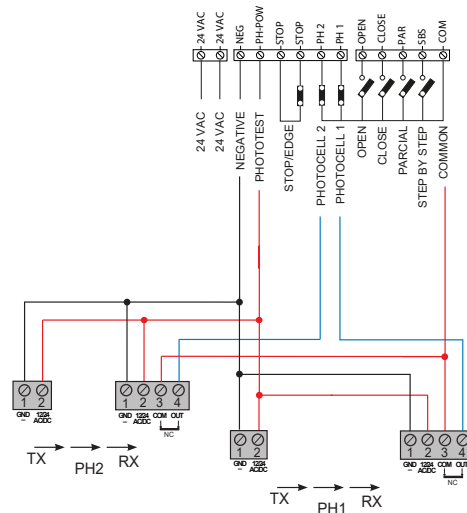 24 VAC
24 VAC
NEG
PH-POW
STOP
STOP
PH 2
PH 1
OPEN
CLOSE
PAR
SBS
COM
24 VAC
24 VAC
NEGATIVE
PHOTOTEST
STOP/EDGE
PHOTOCELL 2
PHOTOCELL 1
OPEN
CLOSE
PARCIAL
STEP BY STEP
COMMON
1 2
GND
–
12/24
AC/DC
1 2 3 4
GND
–
12/24
AC/DC
COM OUT
NC
TX
PH2
RX
1 2
GND
–
12/24
AC/DC
1 2 3 4
GND
–
12/24
AC/DC
COM OUT
NC
TX
PH1
RX